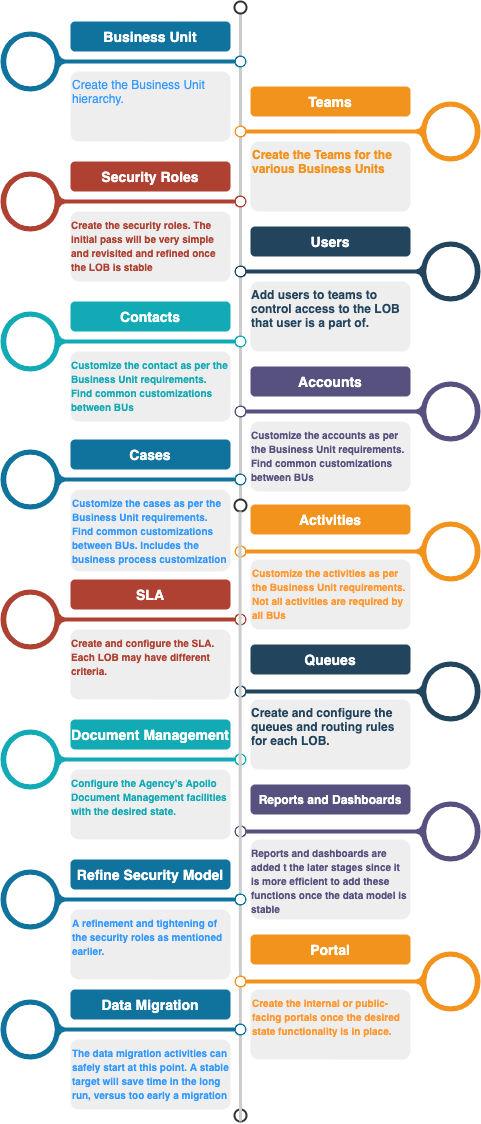 Business Unit
Create the Business Unit
hierarchy.
Teams
Create the Teams for the
various Business Units
Security Roles
Create the security roles. The
initial pass will be very simple
and revisited and refined once
the LOB is stable
Users
Add users to teams to
control access to the LOB
that user is a part of.
Contacts
Customize the contact as per the
Business Unit requirements.
Find common customizations
between BUs
Accounts
Customize the accounts as per
the Business Unit requirements.
Find common customizations
between BUs
Cases
Customize the cases as per the
Business Unit requirements.
Find common customizations
between BUs. Includes the
business process customization
Activities
Customize the activities as per
the Business Unit requirements.
Not all activities are required by
all BUs
SLA
Create and configure the SLA.
Each LOB may have different
criteria.
Queues
Create and configure the
queues and routing rules
for each LOB.
Document Management
Configure the Agency's Apollo
Document Management facilities
with the desired state.
Reports and Dashboards
Reports and dashboards are
added t the later stages since it
is more efficient to add these
functions once the data model is
stable
Refine Security Model
A refinement and tightening of
the security roles as mentioned
earlier.
Portal
Create the internal or public-
facing portals once the desired
state functionality is in place.
Data Migration
The data migration activities can
safely start at this point. A stable
target will save time in the long
run, versus too early a migration